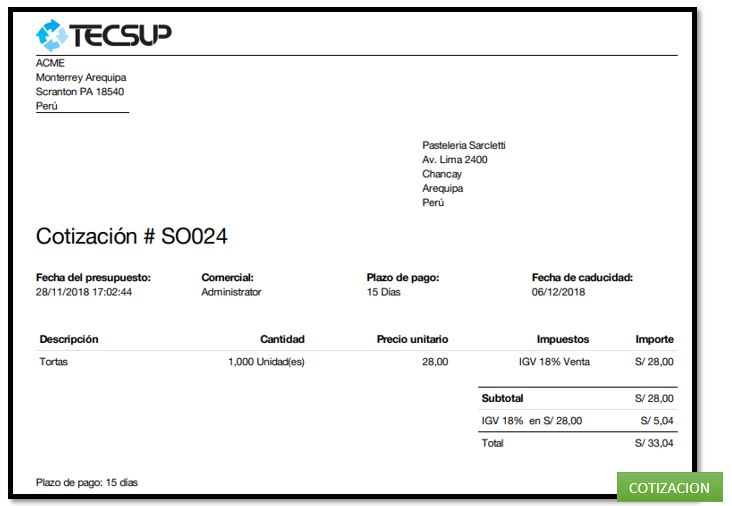 TECSUP
ACME
Monterrey Arequipa
Scranton PA 18540
Perú
Pasteleria Sarcletti
Av. Lima 2400
Chancay
Arequipa
Perú
Cotización # SO024
Fecha del presupuesto: Comercial: Plazo de pago: Fecha de caducidad:
28/11/2018 17:02:44 Administrator 15 Días 06/12/2018
Descripción Cantidad Precio unitario Impuestos Importe
Tortas 1,000 Unidad(es) 28,00 IGV 18% Venta S/ 28,00
Subtotal S/ 28,00
IGV 18% en S/ 28,00 S/ 5,04
Total S/ 33,04
Plazo de pago: 15 días
COTIZACION